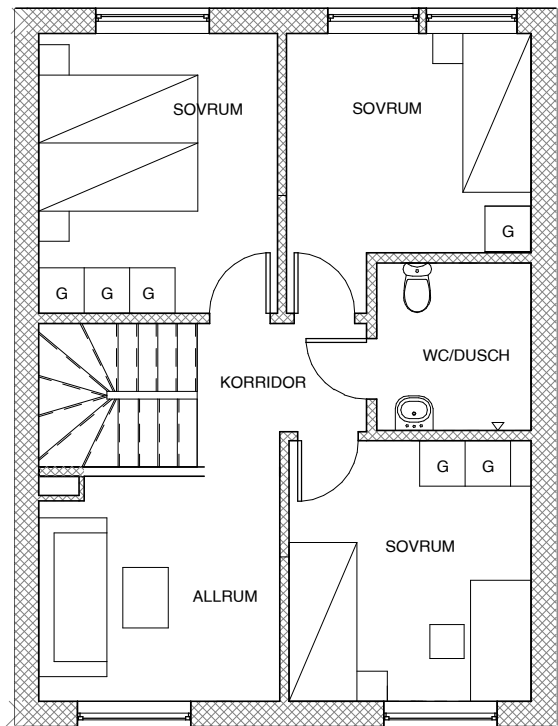 SOVRUM
SOVRUM
G
G G G
WC/DUSCH
KORRIDOR
G G
SOVRUM
ALLRUM